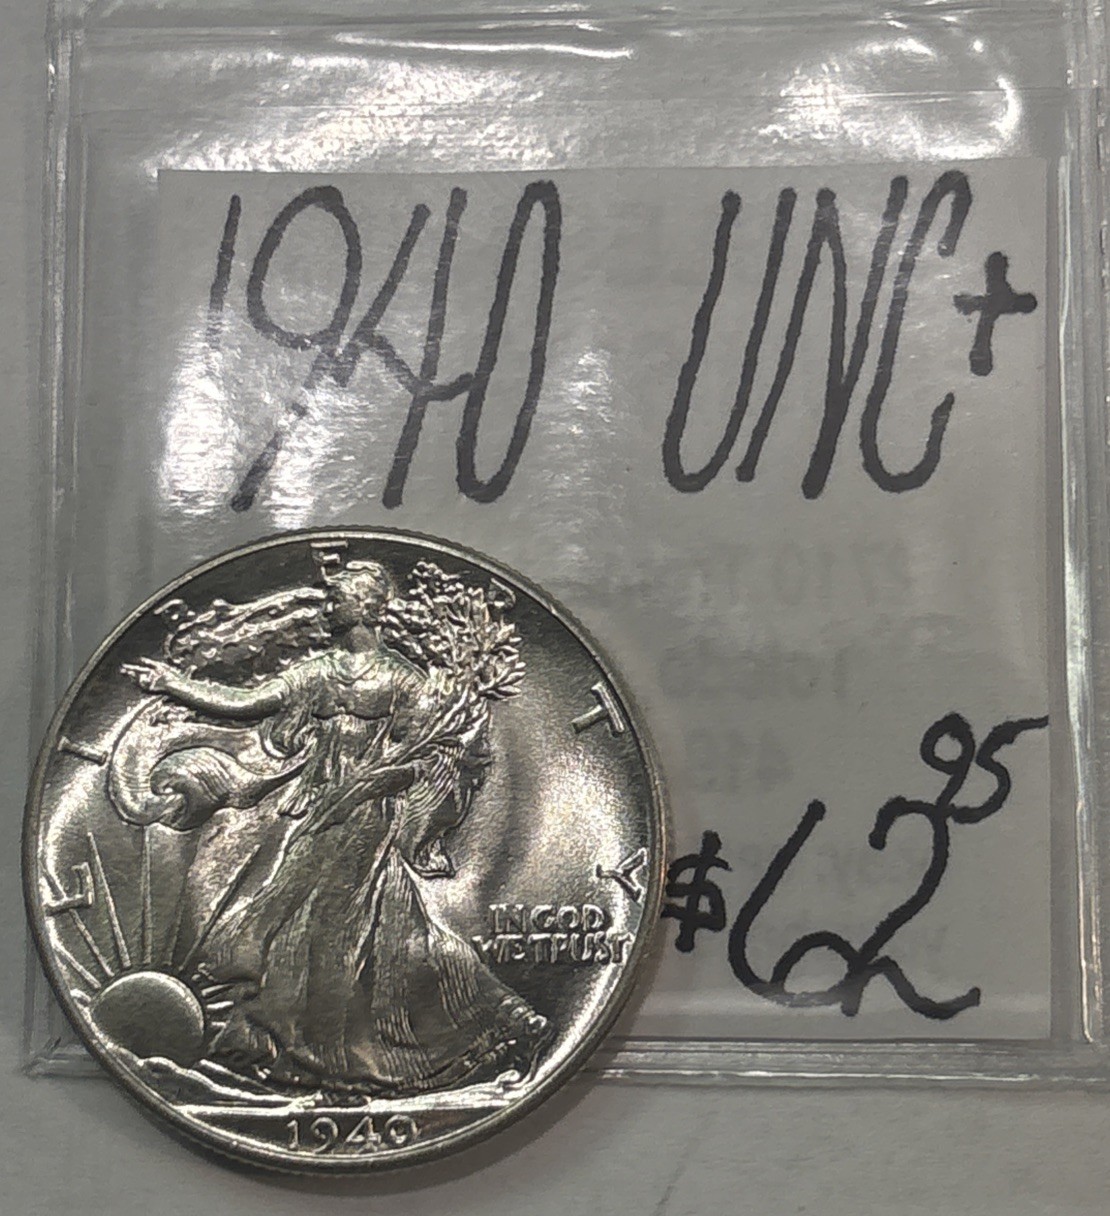 1940 UNC+
$62 95
LIBERTY
IN GOD
WE TRUST
1940